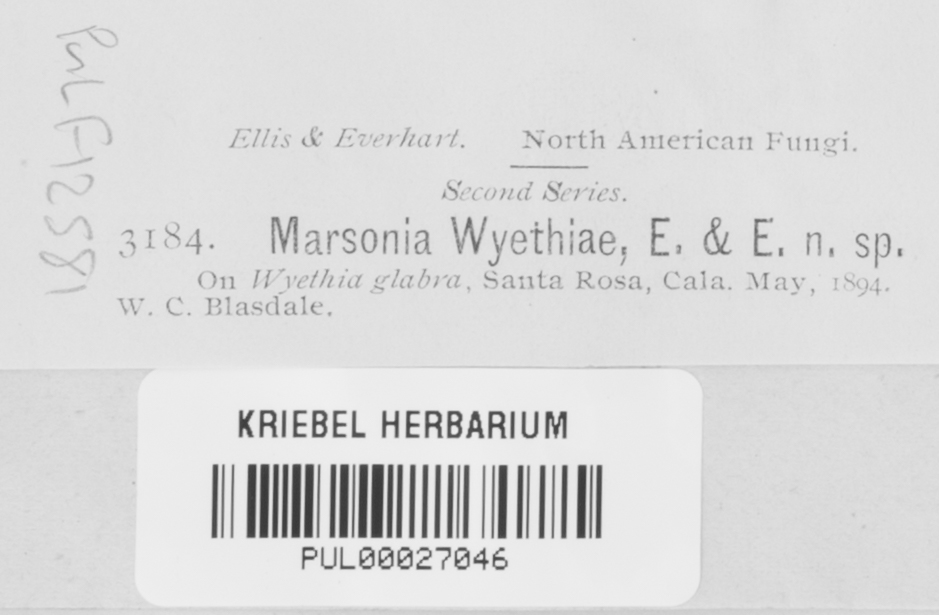 PUL F12581
Ellis & Everhart. North American Fungi.
Second Series.
3184. Marsonia Wyethiae, E. & E. n. sp.
On Wyethia glabra, Santa Rosa, Cala. May, 1894.
W. C. Blasdale.
KRIEBEL HERBARIUM
PUL00027046